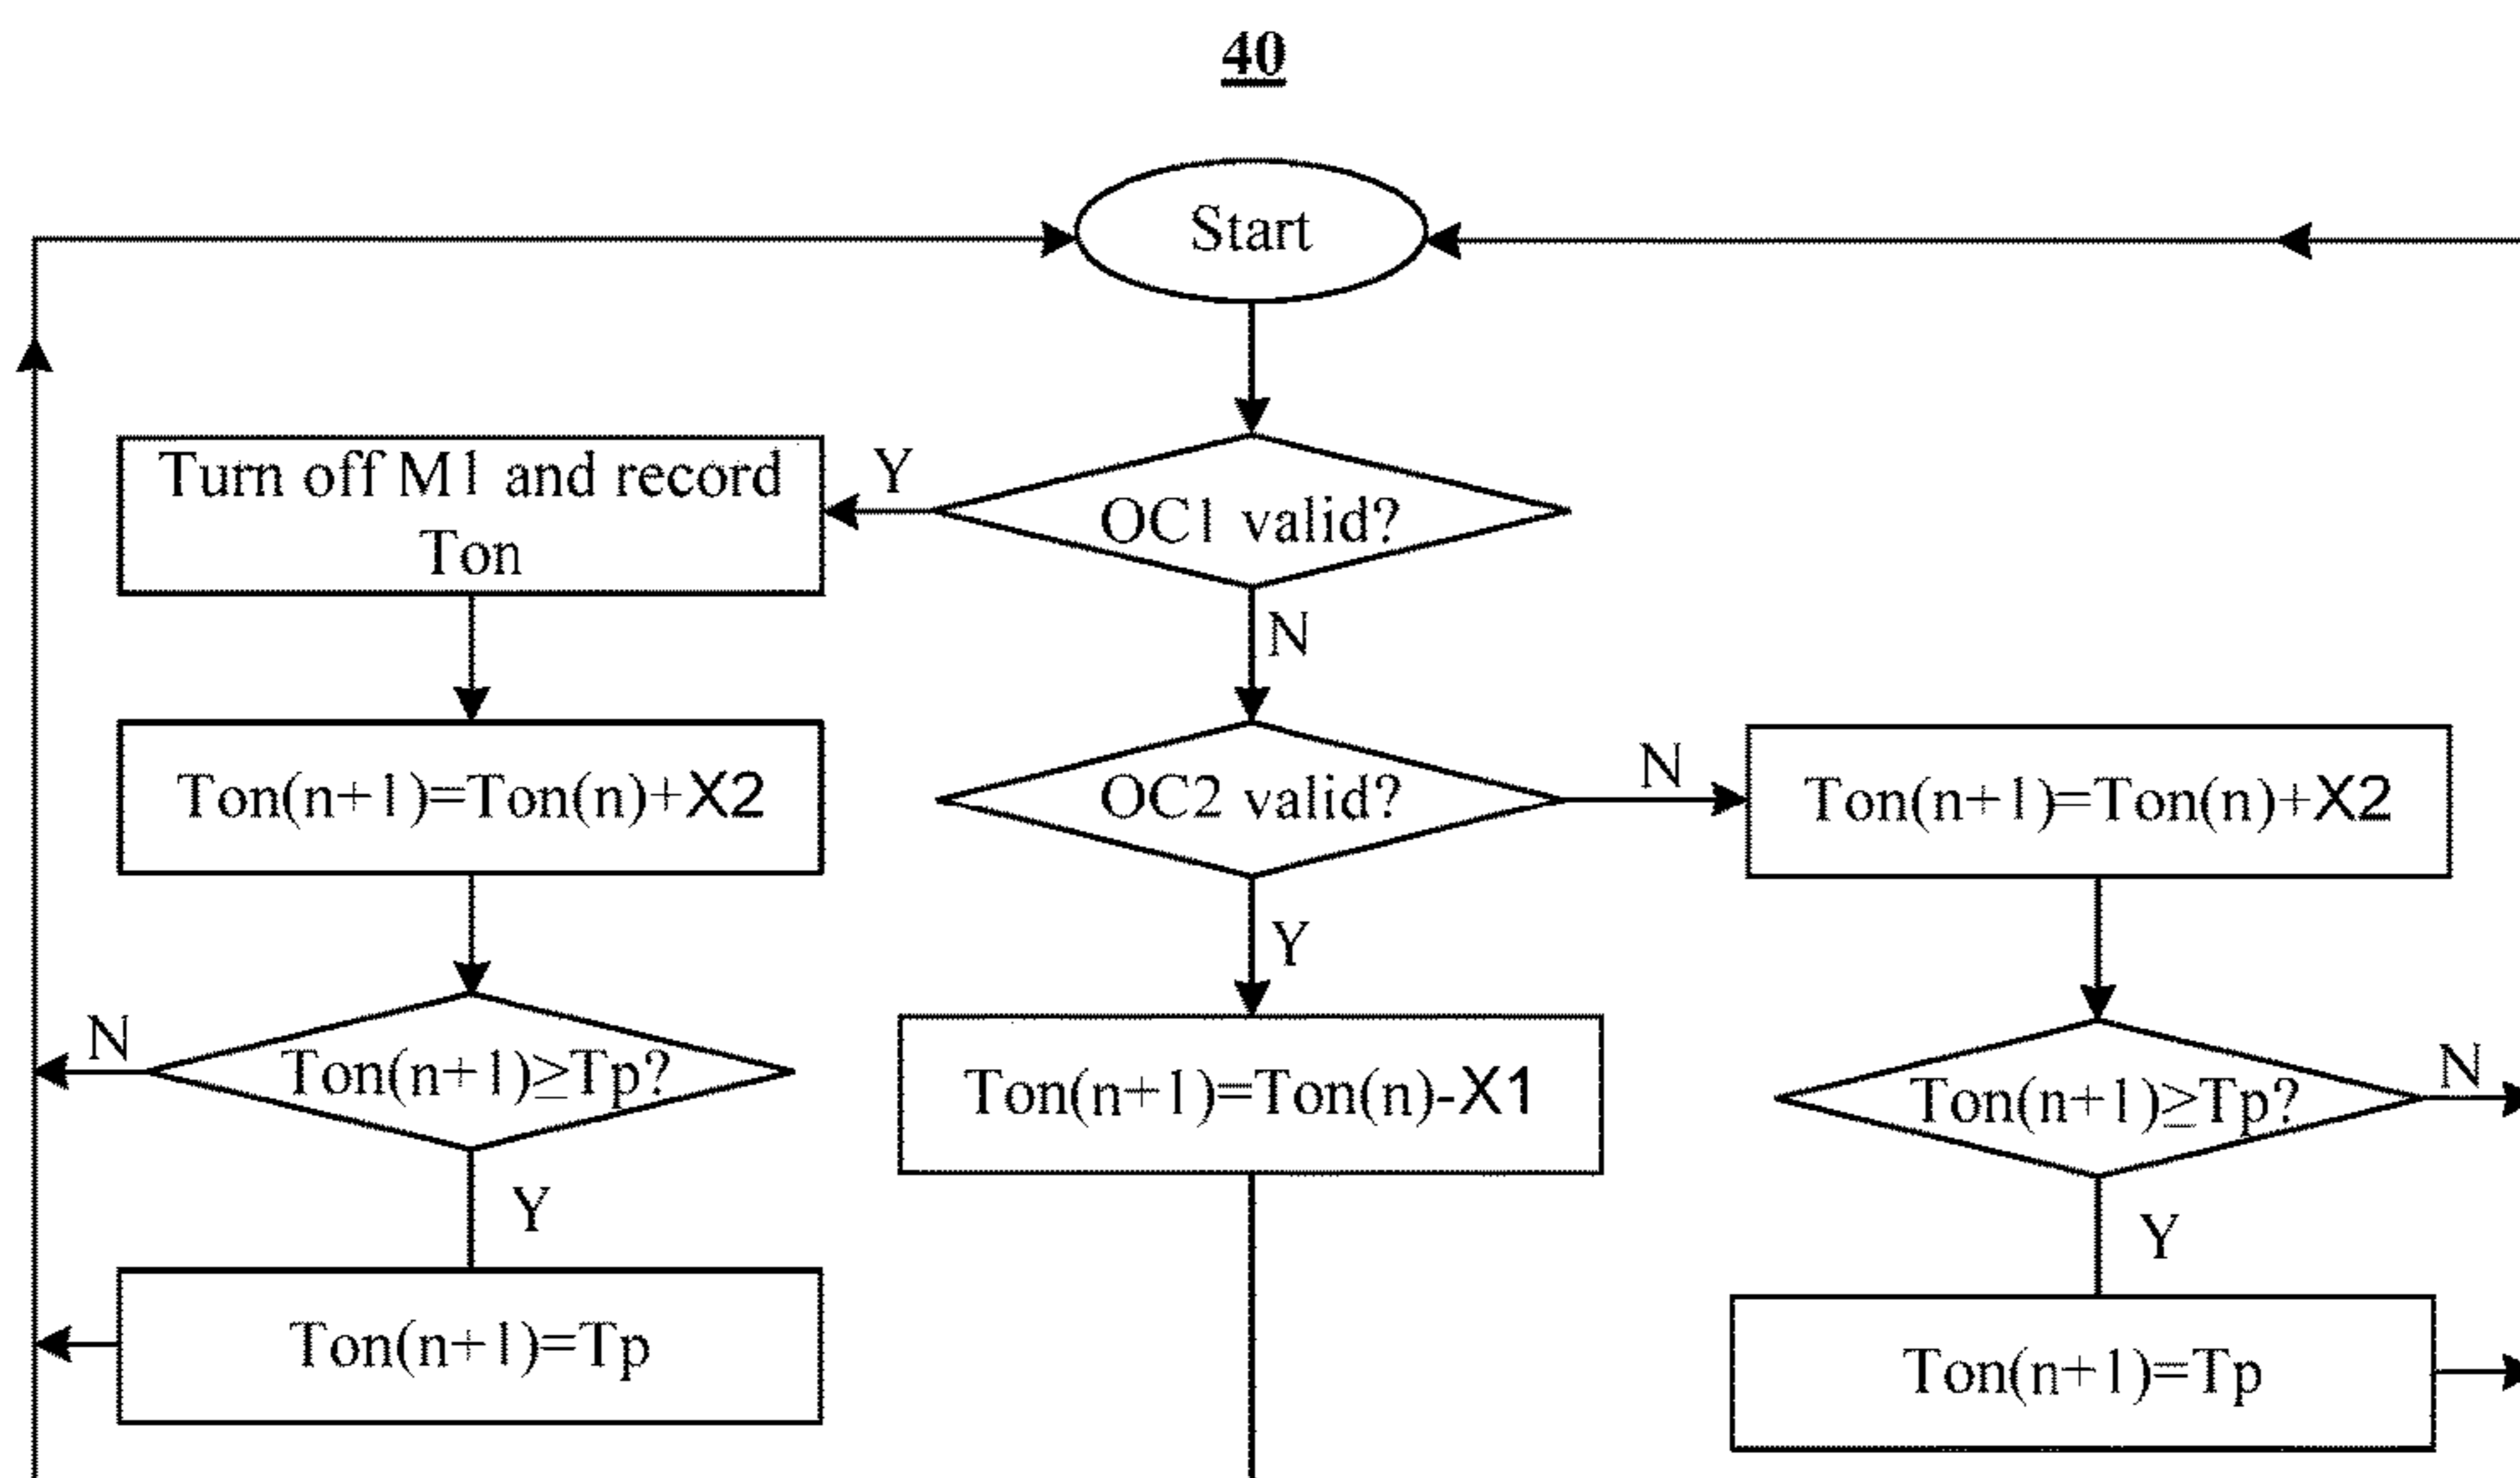 40
Start
Turn off M1 and record
Ton
Y
OC1 valid?
N
Ton(n+1)=Ton(n)+X2
OC2 valid?
N
Ton(n+1)=Ton(n)+X2
Y
N
Ton(n+1)≥Tp?
Ton(n+1)=Ton(n)-X1
Ton(n+1)≥Tp?
N
Y
Y
Ton(n+1)=Tp
Ton(n+1)=Tp